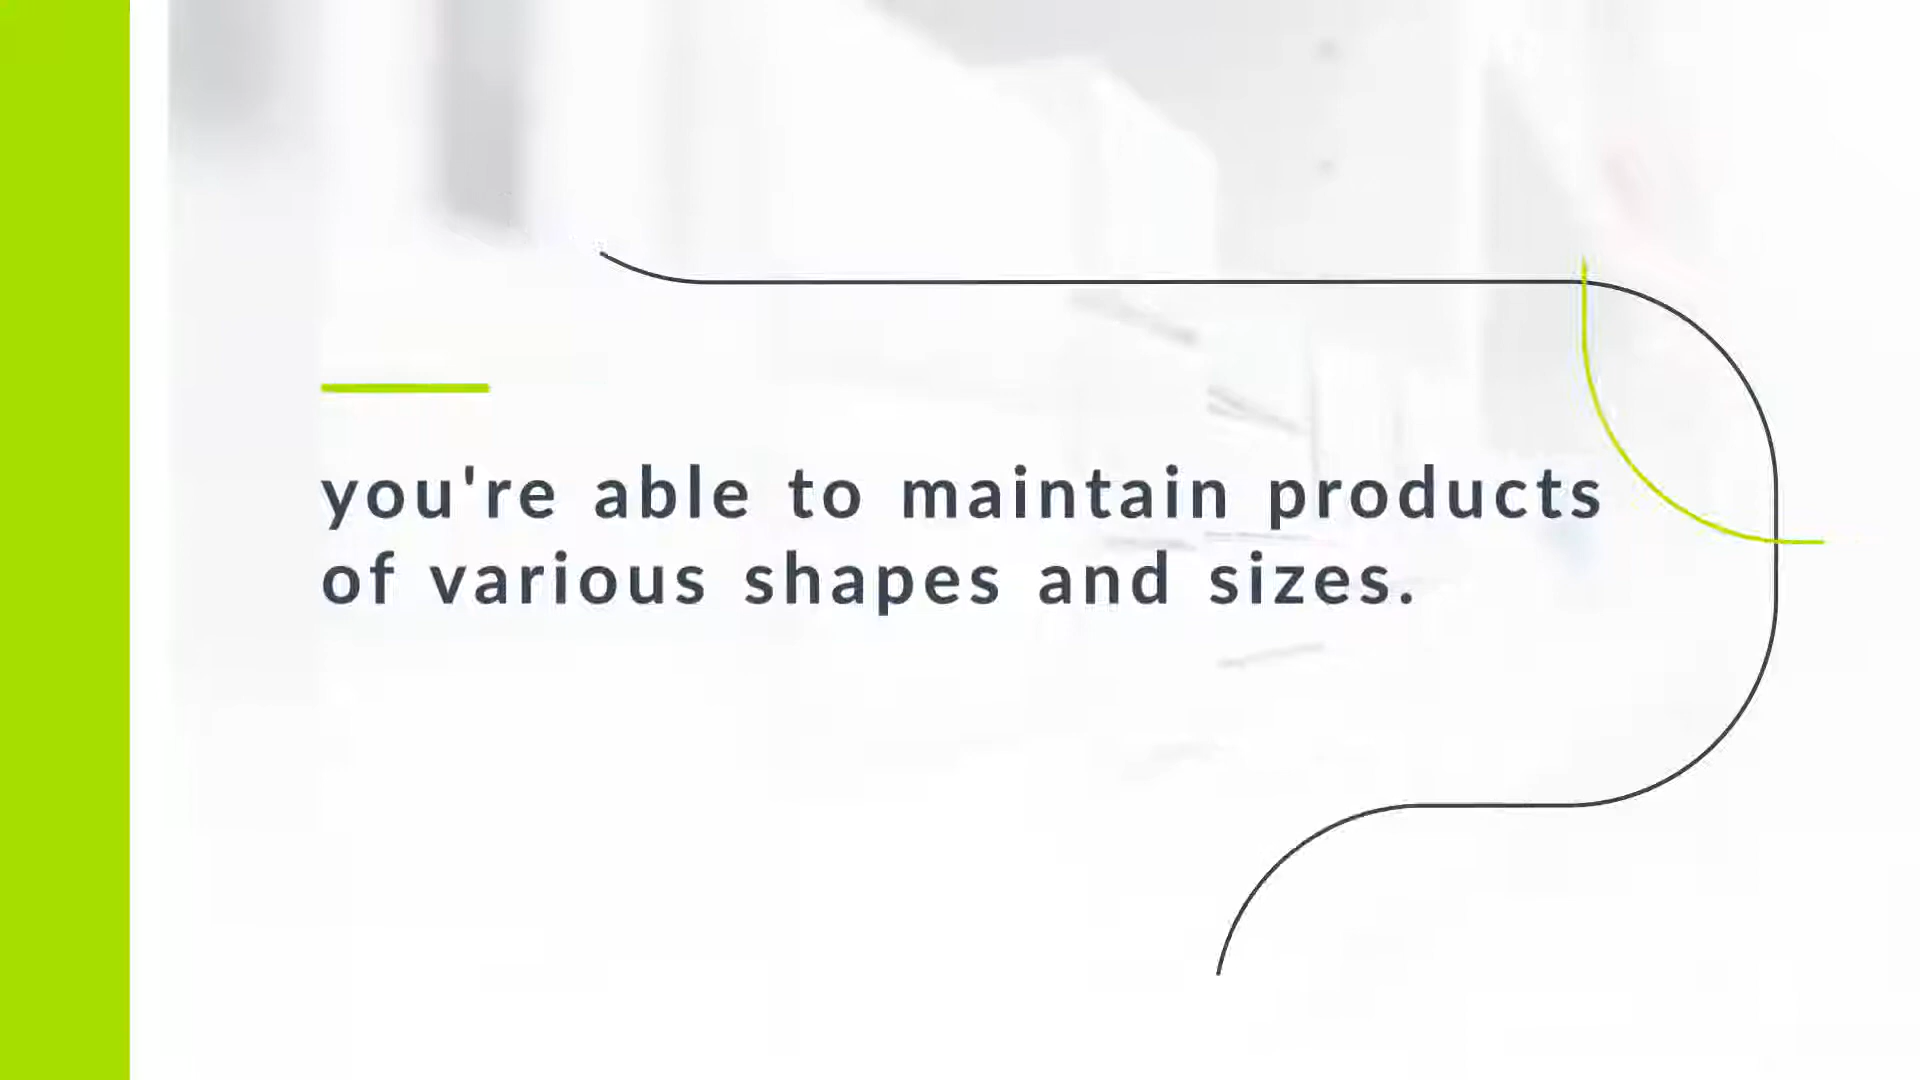 you're able to maintain products
of various shapes and sizes.